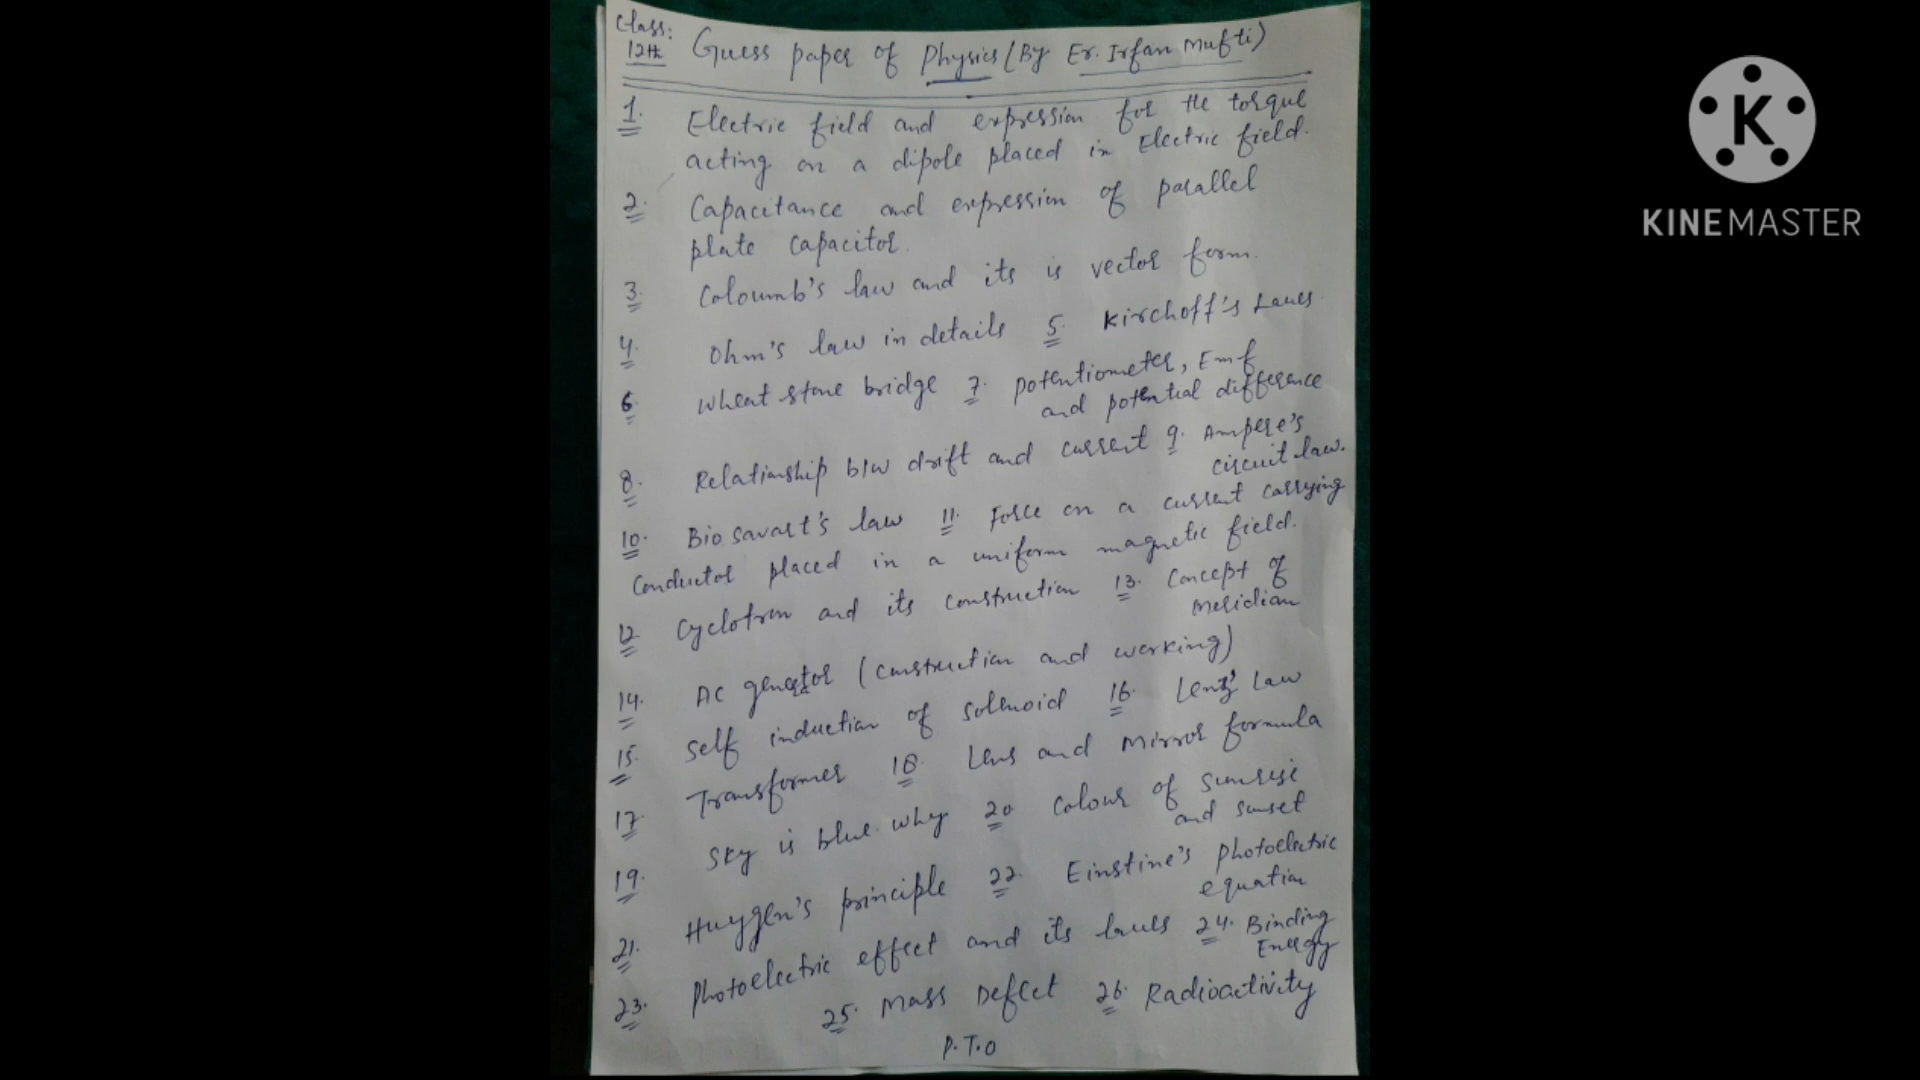 Class:
12th
Guess paper of Physics (By Er. Irfan Mufti)
1. Electric field and expression for the torque
acting on a dipole placed in Electric field.
2. Capacitance and expression of parallel
plate capacitor.
3. Coloumb's law and its is vector form.
4. Ohm's law in details 5. Kirchoff's Laws.
6. Wheat stone bridge 7. potentiometer, Emf
and potential difference
8. Relationship b/w drift and current 9. Ampere's
circuit law.
10. Bio savart's law 11. Force on a current carrying
conductor placed in a uniform magnetic field.
12 Cyclotron and its construction 13. Concept of
meridian
14. AC generator (construction and working)
15. Self induction of solenoid 16. Lenz' Law
17. Transformer 18. Lens and Mirror formula
19. Sky is blue. why 20 Colour of Sunrise
and sunset
21. Huygen's principle 22. Einstine's photoelectric
equation
23. Photoelectric effect and its laws 24. Binding
Energy
25. Mass Defect 26. Radioactivity
P.T.O
K
KINEMASTER